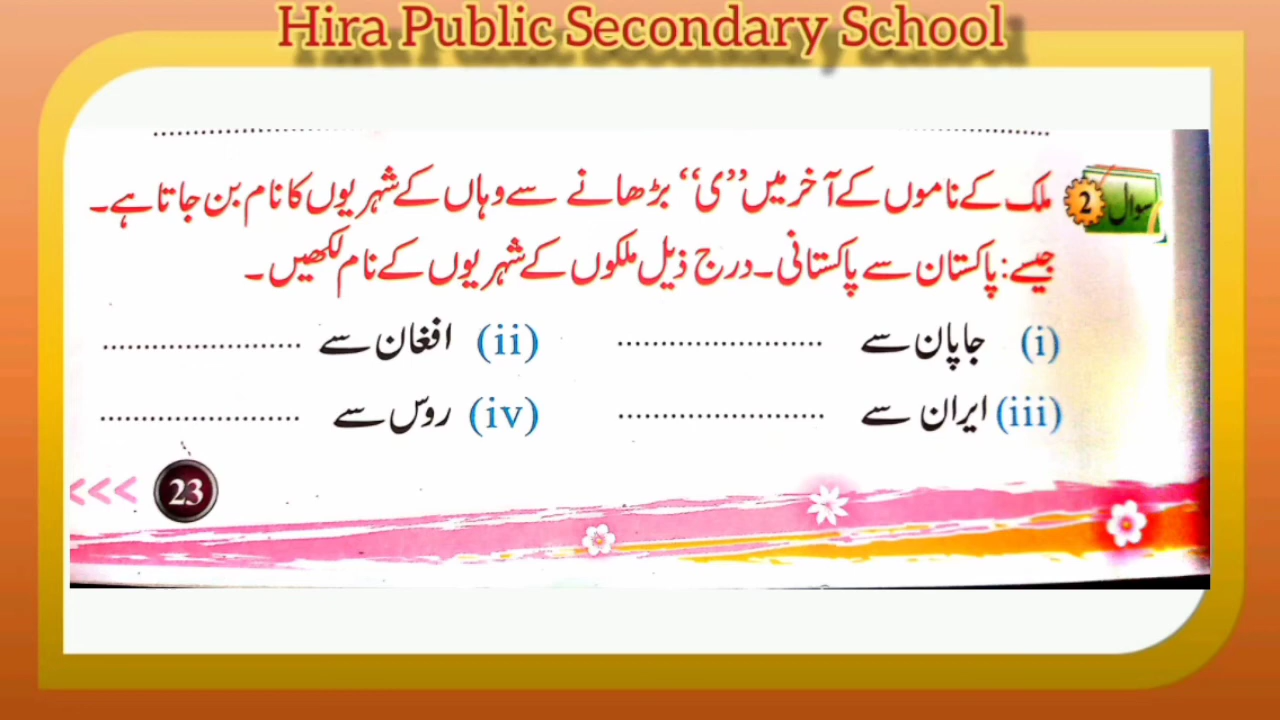 Hira Public Secondary School
سوال 2 ملک کے ناموں کے آخر میں ’’ی‘‘ بڑھانے سے وہاں کے شہریوں کا نام بن جاتا ہے۔
جیسے: پاکستان سے پاکستانی۔ درج ذیل ملکوں کے شہریوں کے نام لکھیں۔
(i) جاپان سے ........................ (ii) افغان سے ........................
(iii) ایران سے ........................ (iv) روس سے ........................
23 >>>